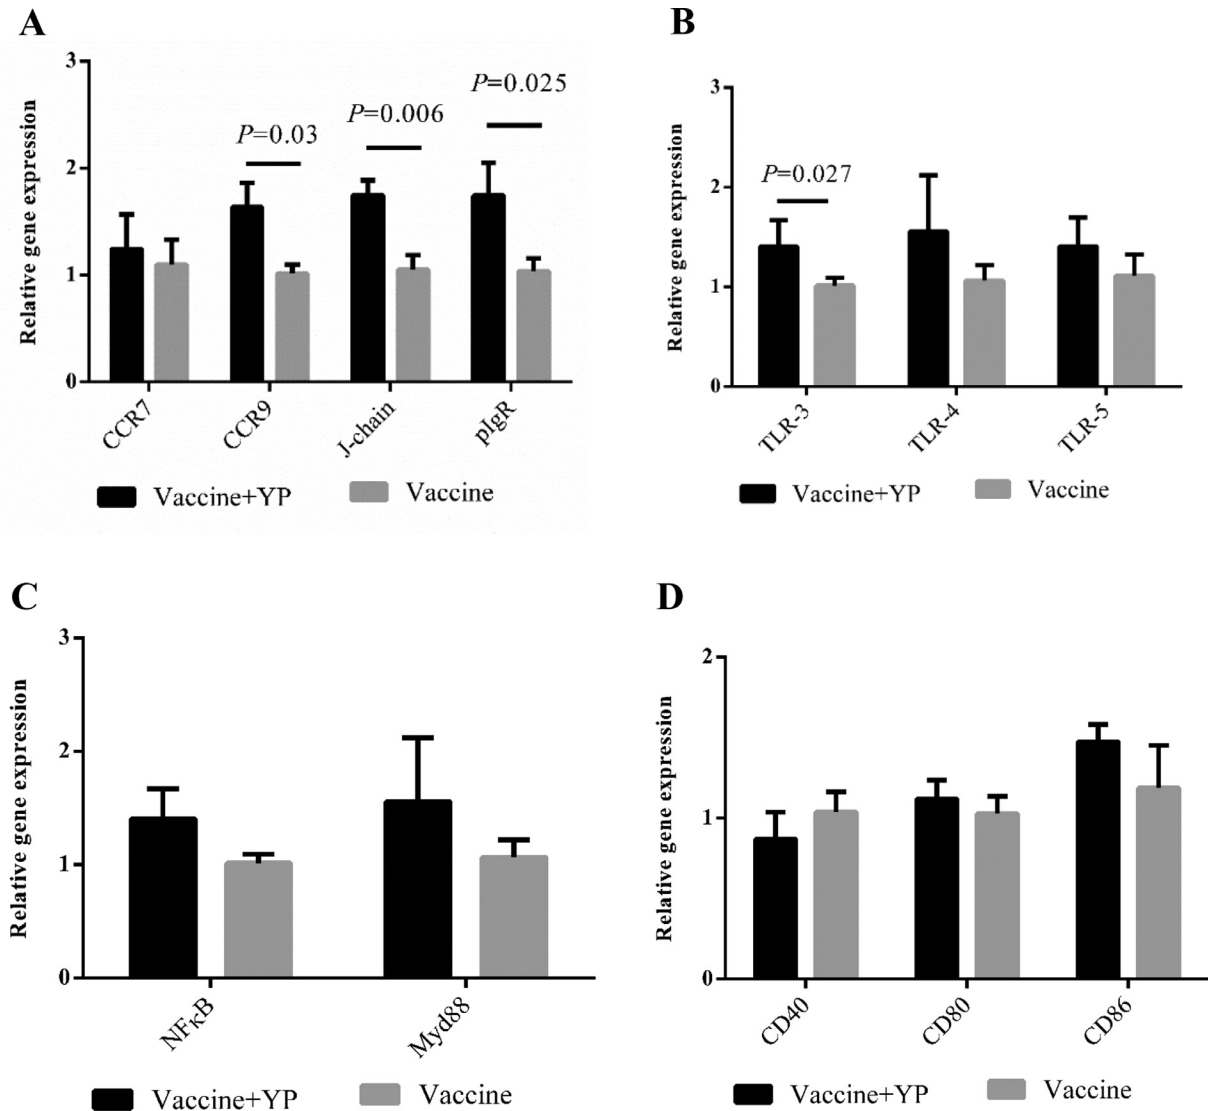 A
Relative gene expression
3
2
1
0
P=0.03
P=0.006
P=0.025
CCR7
CCR9
J-chain
pIgR
Vaccine+YP
Vaccine
B
Relative gene expression
3
2
1
0
P=0.027
TLR-3
TLR-4
TLR-5
Vaccine+YP
Vaccine
C
Relative gene expression
3
2
1
0
NFκB
Myd88
Vaccine+YP
Vaccine
D
Relative gene expression
2
1
0
CD40
CD80
CD86
Vaccine+YP
Vaccine